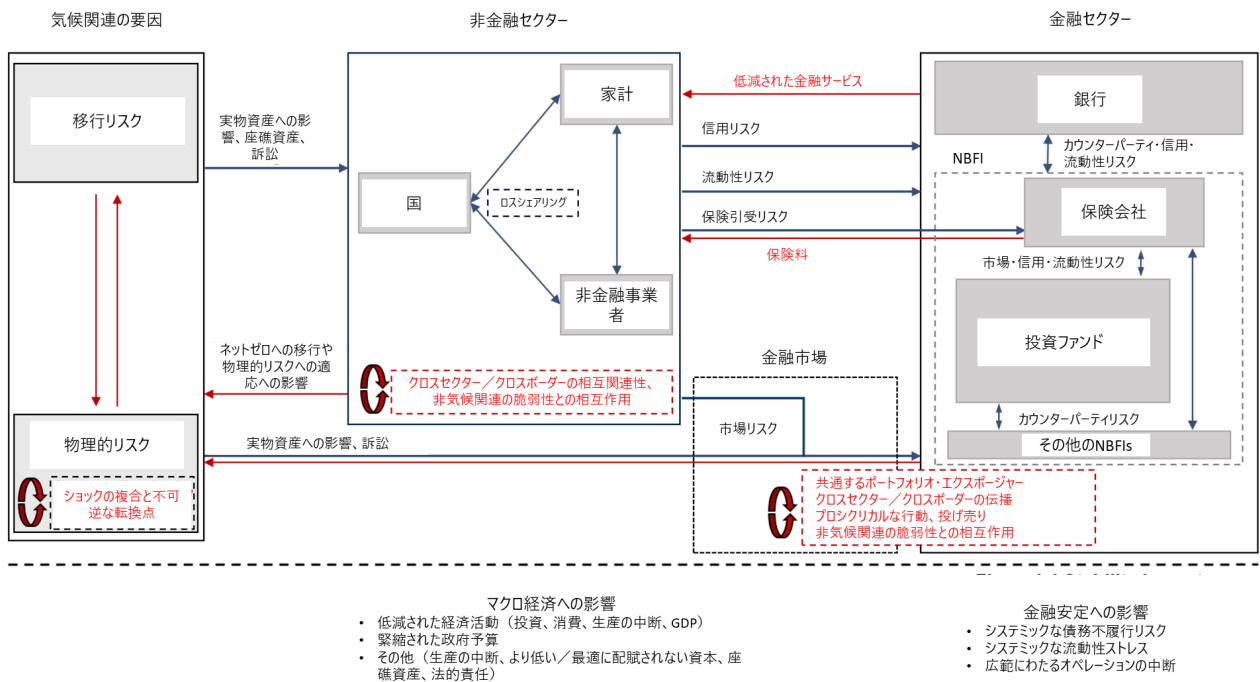 気候関連の要因
非金融セクター
金融セクター
移行リスク
物理的リスク
ショックの複合と不可
逆な転換点
実物資産への影
響、座礁資産、
訴訟
ネットゼロへの移行や
物理的リスクへの適
応への影響
実物資産への影響、訴訟
家計
国
ロスシェアリング
非金融事業
者
クロスセクター／クロスボーダーの相互関連性、
非気候関連の脆弱性との相互作用
低減された金融サービス
信用リスク
流動性リスク
保険引受リスク
保険料
金融市場
市場リスク
銀行
カウンターパーティ・信用・
流動性リスク
NBFI
保険会社
市場・信用・流動性リスク
投資ファンド
カウンターパーティリスク
その他のNBFIs
共通するポートフォリオ・エクスポージャー
クロスセクター／クロスボーダーの伝播
プロシクリカルな行動、投げ売り
非気候関連の脆弱性との相互作用
マクロ経済への影響
• 低減された経済活動（投資、消費、生産の中断、GDP）
• 緊縮された政府予算
• その他（生産の中断、より低い／最適に配賦されない資本、座
礁資産、法的責任）
金融安定への影響
• システミックな債務不履行リスク
• システミックな流動性ストレス
• 広範にわたるオペレーションの中断